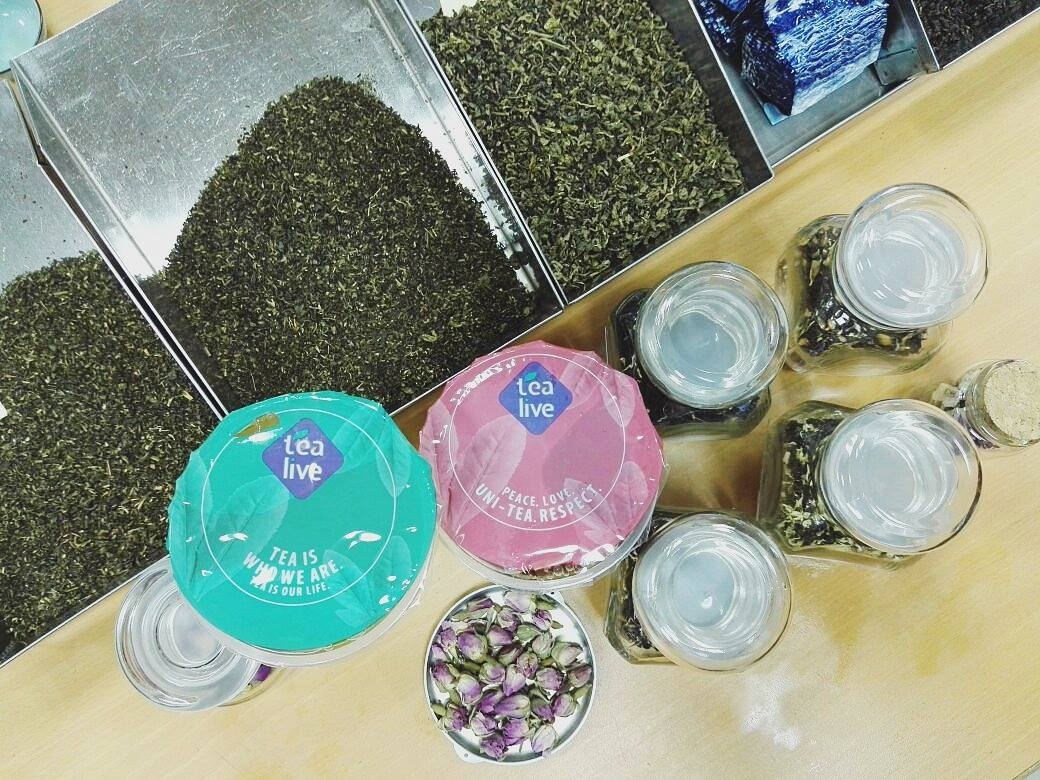 tea
live
TEA IS
WHO WE ARE.
TEA IS OUR LIFE.
tea
live
PEACE, LOVE,
UNI-TEA, RESPECT